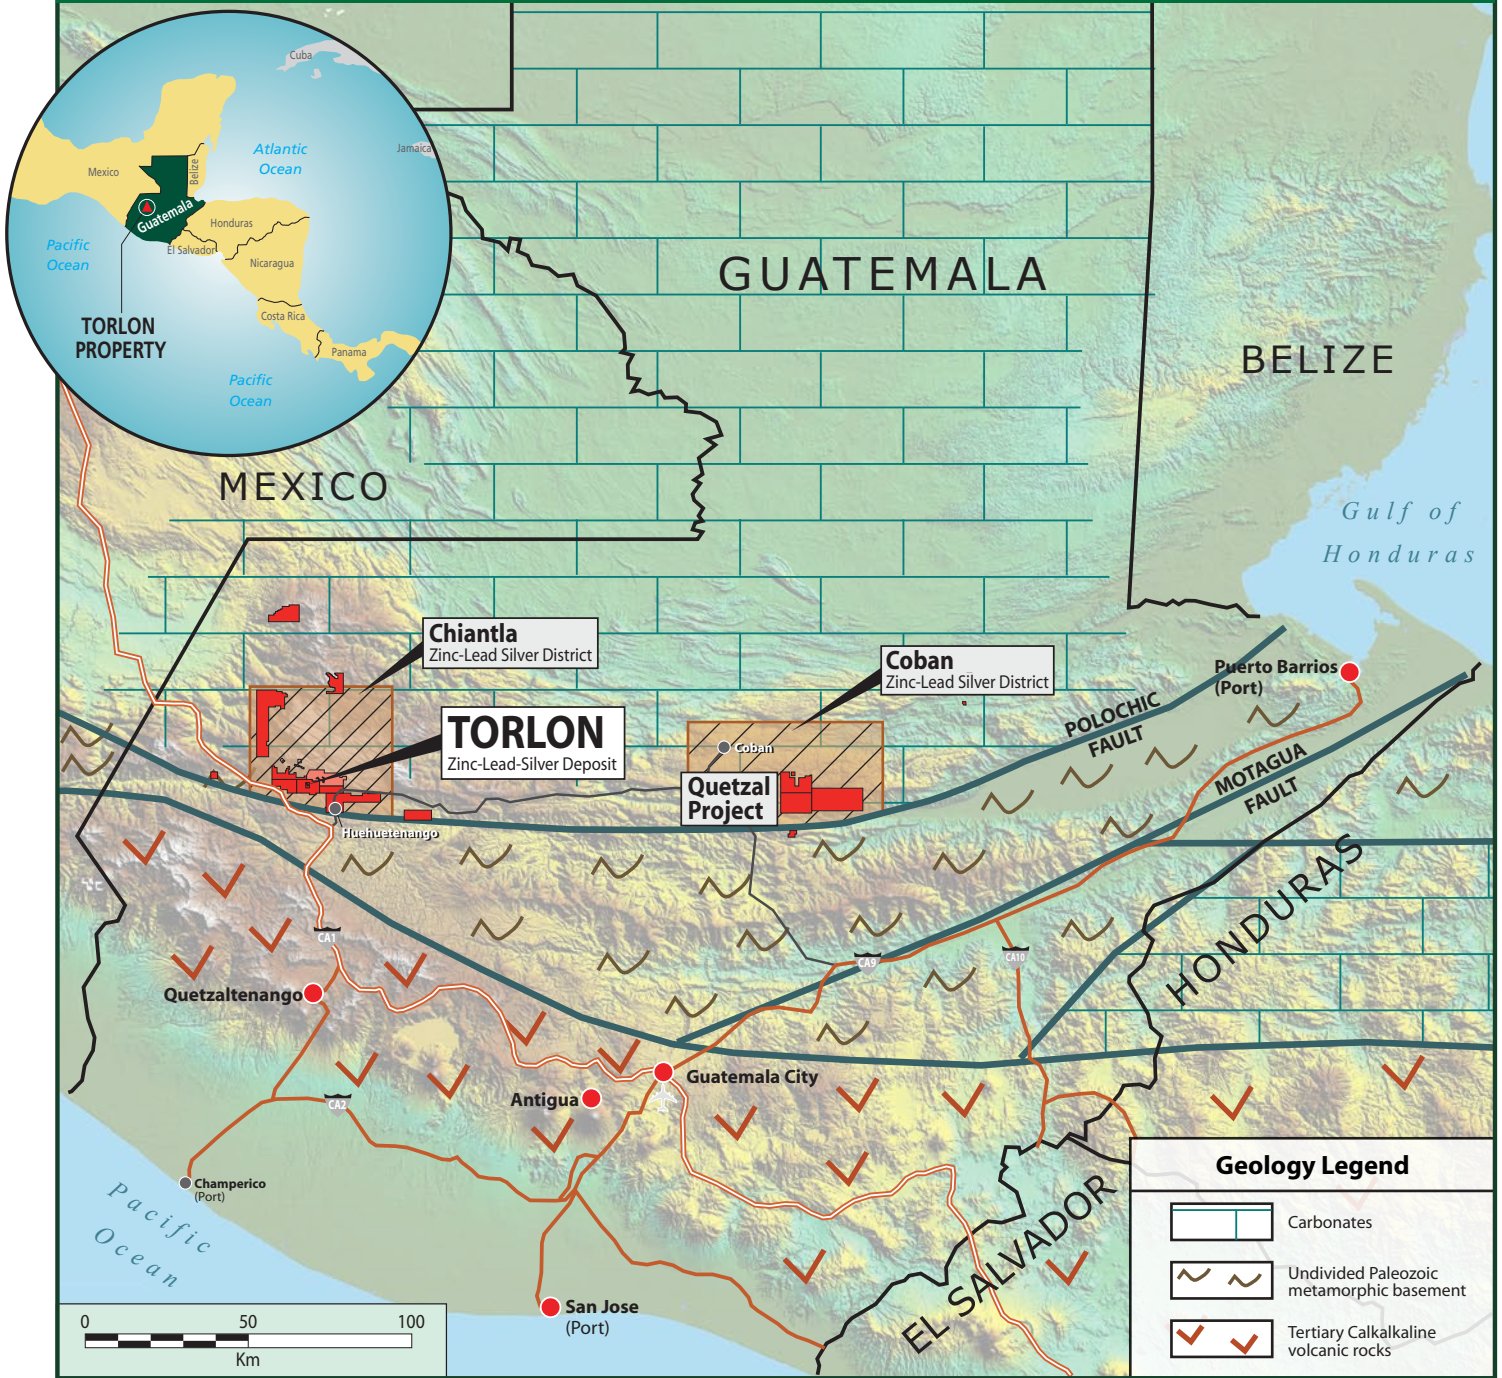 Cuba
Atlantic
Ocean
Jamaica
Mexico
Belize
Guatemala
Honduras
El Salvador
Pacific
Ocean
Nicaragua
TORLON
PROPERTY
Costa Rica
Panama
Pacific
Ocean
GUATEMALA
BELIZE
MEXICO
Gulf of
Honduras
Chiantla
Zinc-Lead Silver District
Coban
Zinc-Lead Silver District
Puerto Barrios
(Port)
TORLON
Zinc-Lead-Silver Deposit
POLOCHIC
FAULT
Coban
Quetzal
Project
MOTAGUA
FAULT
Huehuetenango
HONDURAS
CA1
CA9
CA10
Quetzaltenango
Guatemala City
Antigua
CA2
Champerico
(Port)
Pacific
Ocean
EL SALVADOR
San Jose
(Port)
0 50 100
Km
Geology Legend
Carbonates
Undivided Paleozoic
metamorphic basement
Tertiary Calkalkaline
volcanic rocks